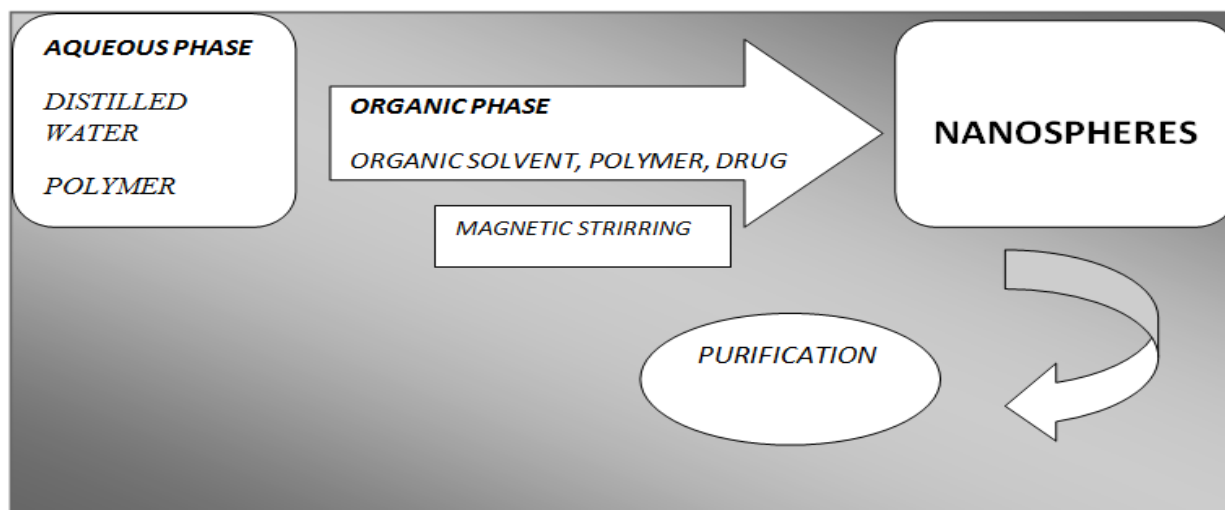 AQUEOUS PHASE
DISTILLED
WATER
POLYMER
ORGANIC PHASE
ORGANIC SOLVENT, POLYMER, DRUG
MAGNETIC STRIRRING
NANOSPHERES
PURIFICATION